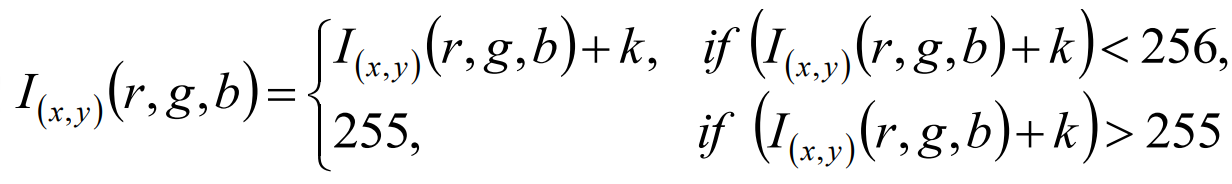 I(x,y)(r,g,b)= { I(x,y)(r,g,b)+k, if (I(x,y)(r,g,b)+k)<256,
255, if (I(x,y)(r,g,b)+k)>255